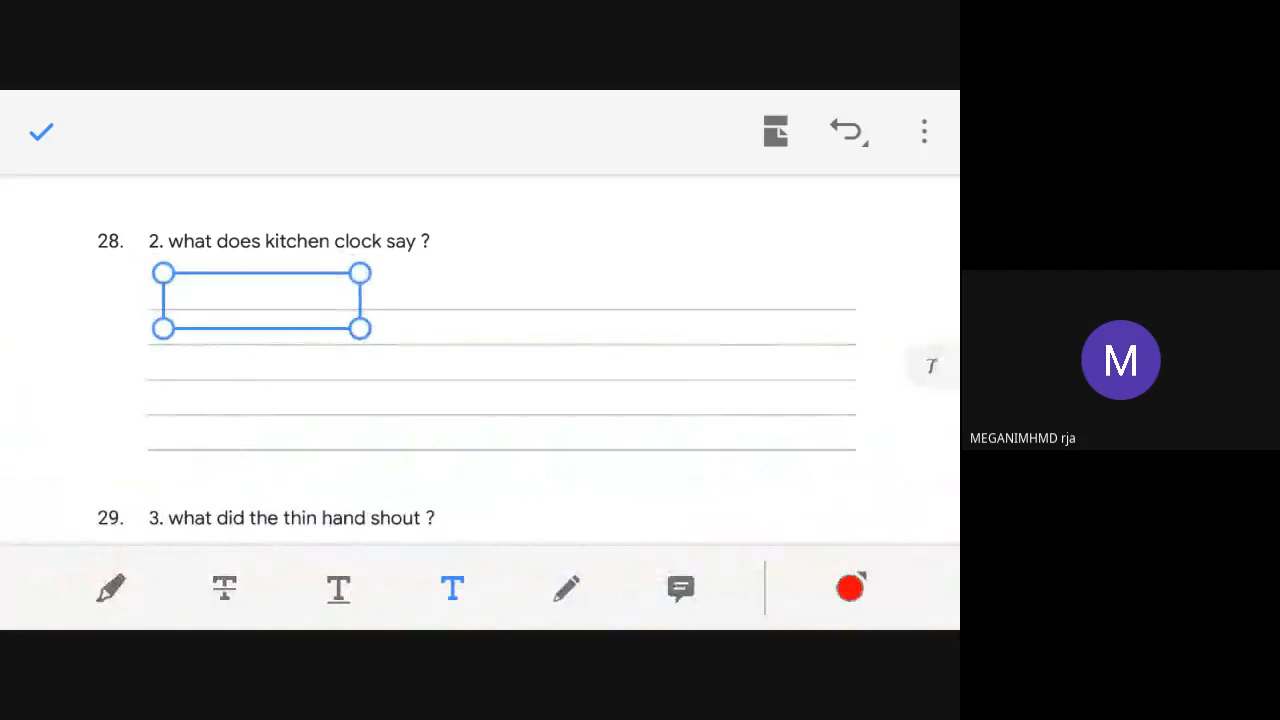 28. 2. what does kitchen clock say ?
29. 3. what did the thin hand shout ?
M
MEGANIMHMD rja